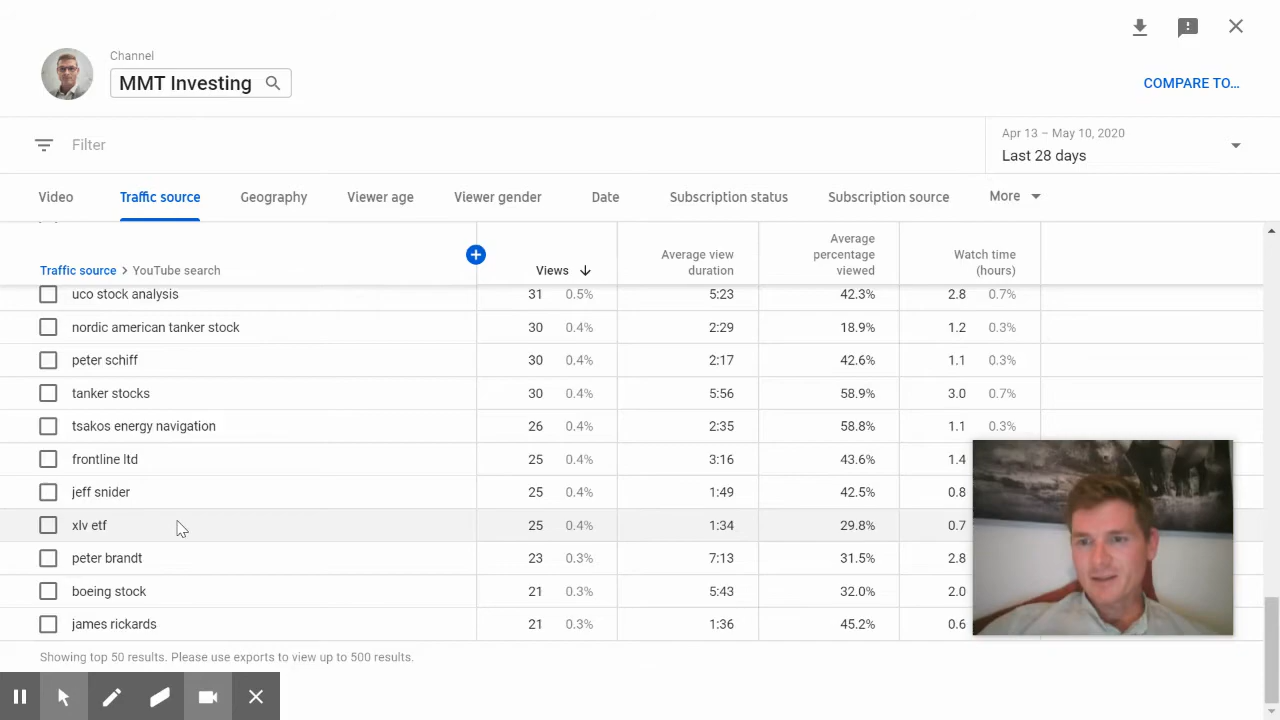 Channel
MMT Investing
COMPARE TO...
Filter
Apr 13 – May 10, 2020
Last 28 days
Video Traffic source Geography Viewer age Viewer gender Date Subscription status Subscription source More
Traffic source > YouTube search Views Average view duration Average percentage viewed Watch time (hours)
uco stock analysis 31 0.5% 5:23 42.3% 2.8 0.7%
nordic american tanker stock 30 0.4% 2:29 18.9% 1.2 0.3%
peter schiff 30 0.4% 2:17 42.6% 1.1 0.3%
tanker stocks 30 0.4% 5:56 58.9% 3.0 0.7%
tsakos energy navigation 26 0.4% 2:35 58.8% 1.1 0.3%
frontline ltd 25 0.4% 3:16 43.6% 1.4
jeff snider 25 0.4% 1:49 42.5% 0.8
xlv etf 25 0.4% 1:34 29.8% 0.7
peter brandt 23 0.3% 7:13 31.5% 2.8
boeing stock 21 0.3% 5:43 32.0% 2.0
james rickards 21 0.3% 1:36 45.2% 0.6
Showing top 50 results. Please use exports to view up to 500 results.